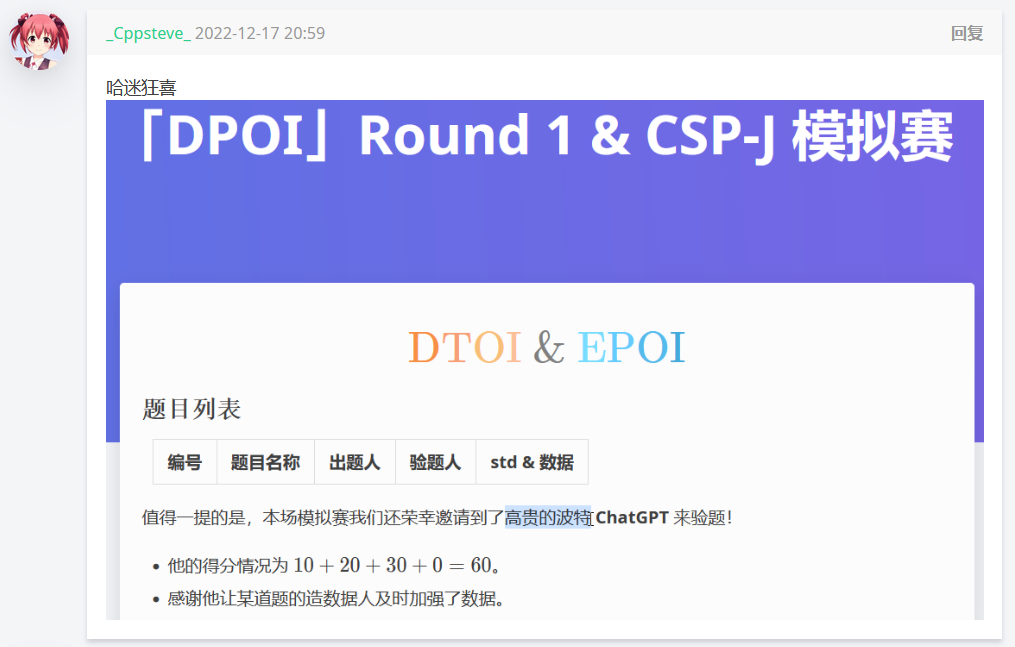 _Cppsteve_ 2022-12-17 20:59 回复
哈迷狂喜
「DPOI」Round 1 & CSP-J 模拟赛
DTOI & EPOI
题目列表
编号 题目名称 出题人 验题人 std & 数据
值得一提的是，本场模拟赛我们还荣幸邀请到了高贵的波特 ChatGPT 来验题！
他的得分情况为 10 + 20 + 30 + 0 = 60。
感谢他让某道题的造数据人及时加强了数据。